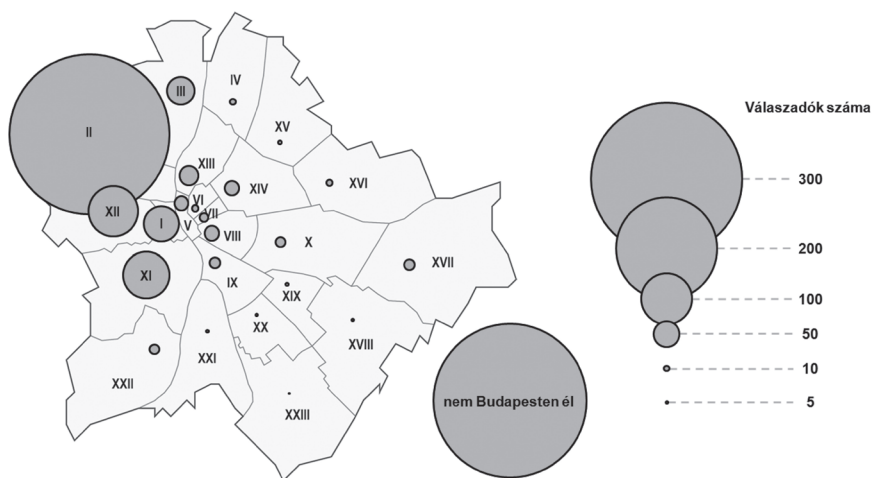 III
IV
II
XV
XIII
XIV
XVI
XII
I
VI
V
VII
VIII
X
XVII
XI
IX
XIX
XX
XVIII
XXI
XXII
XXIII
nem Budapesten él
Válaszadók száma
300
200
100
50
10
5